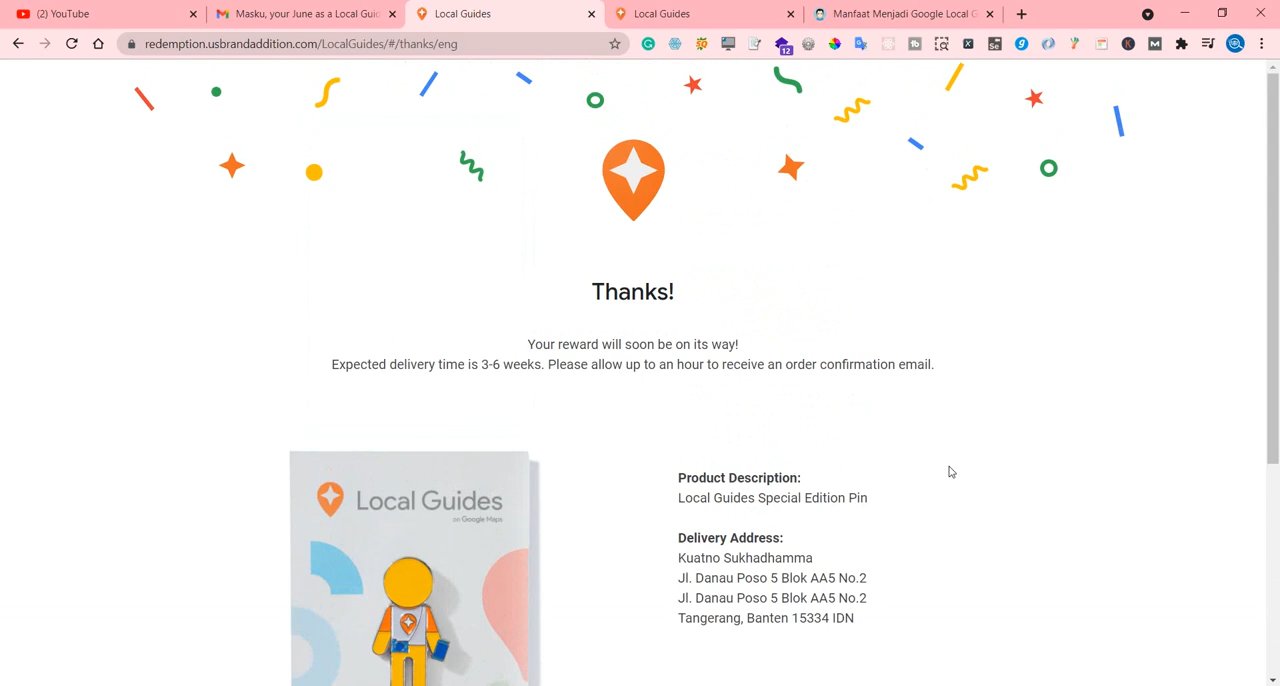 (2) YouTube
Masku, your June as a Local Guid
Local Guides
Local Guides
Manfaat Menjadi Google Local G
redemption.usbrandaddition.com/LocalGuides/#/thanks/eng
12
Thanks!
Your reward will soon be on its way!
Expected delivery time is 3-6 weeks. Please allow up to an hour to receive an order confirmation email.
Local Guides
on Google Maps
Product Description:
Local Guides Special Edition Pin
Delivery Address:
Kuatno Sukhadhamma
Jl. Danau Poso 5 Blok AA5 No.2
Jl. Danau Poso 5 Blok AA5 No.2
Tangerang, Banten 15334 IDN